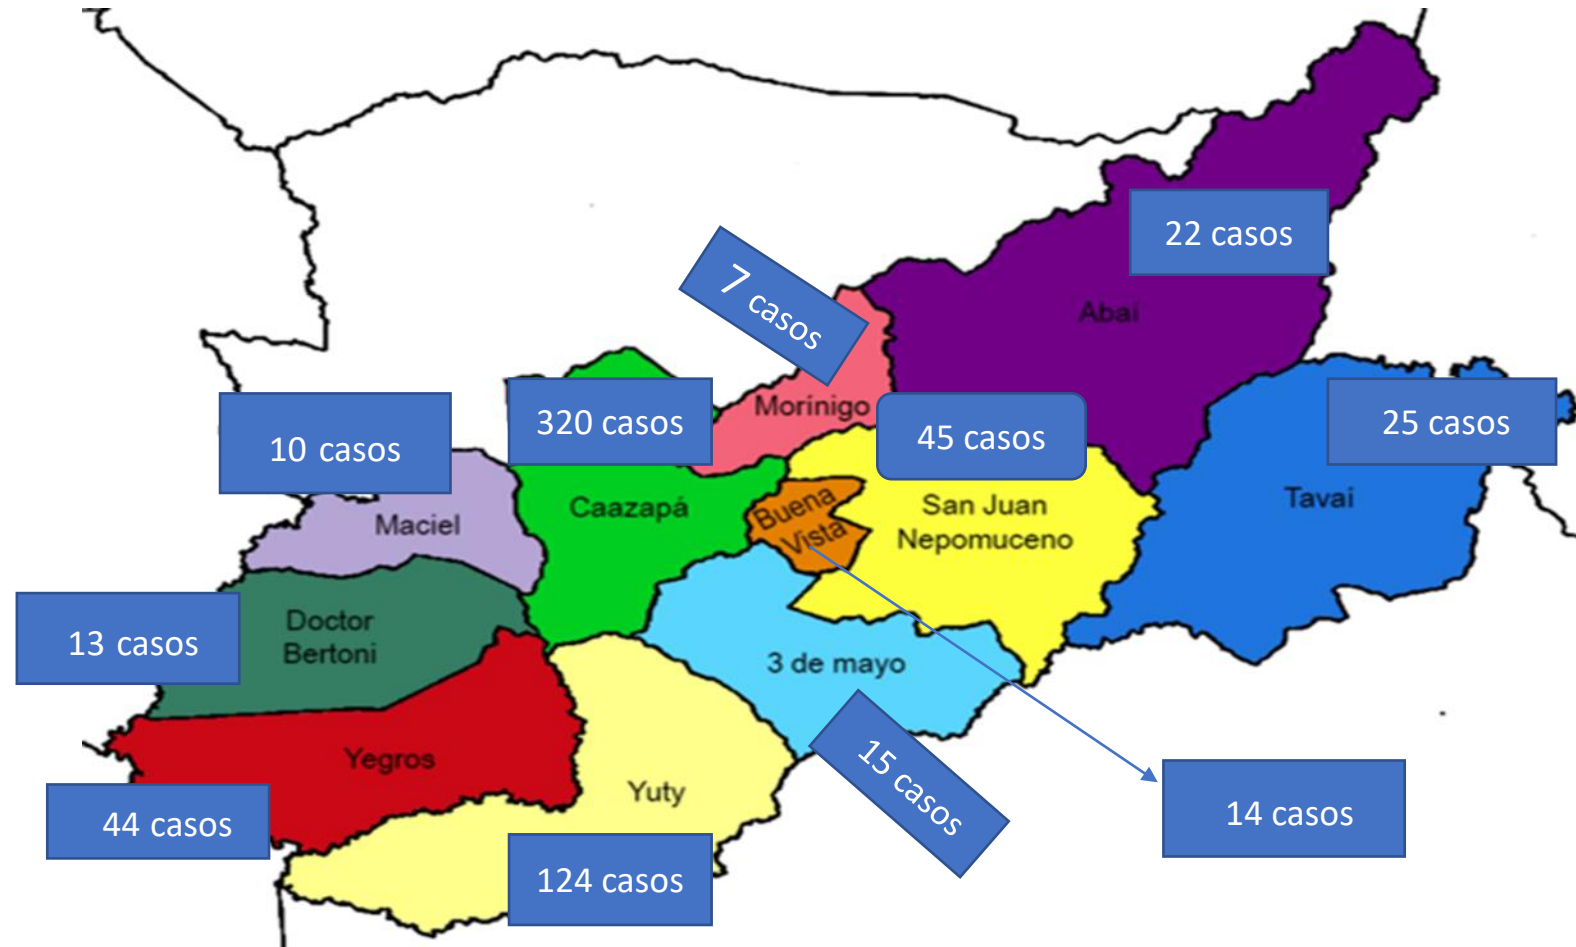 22 casos
7 casos
Abaí
Morínigo
320 casos
45 casos
25 casos
10 casos
Caazapá
Buena
Vista
San Juan
Nepomuceno
Tavaí
Maciel
Doctor
Bertoni
13 casos
3 de mayo
Yegros
Yuty
15 casos
44 casos
14 casos
124 casos